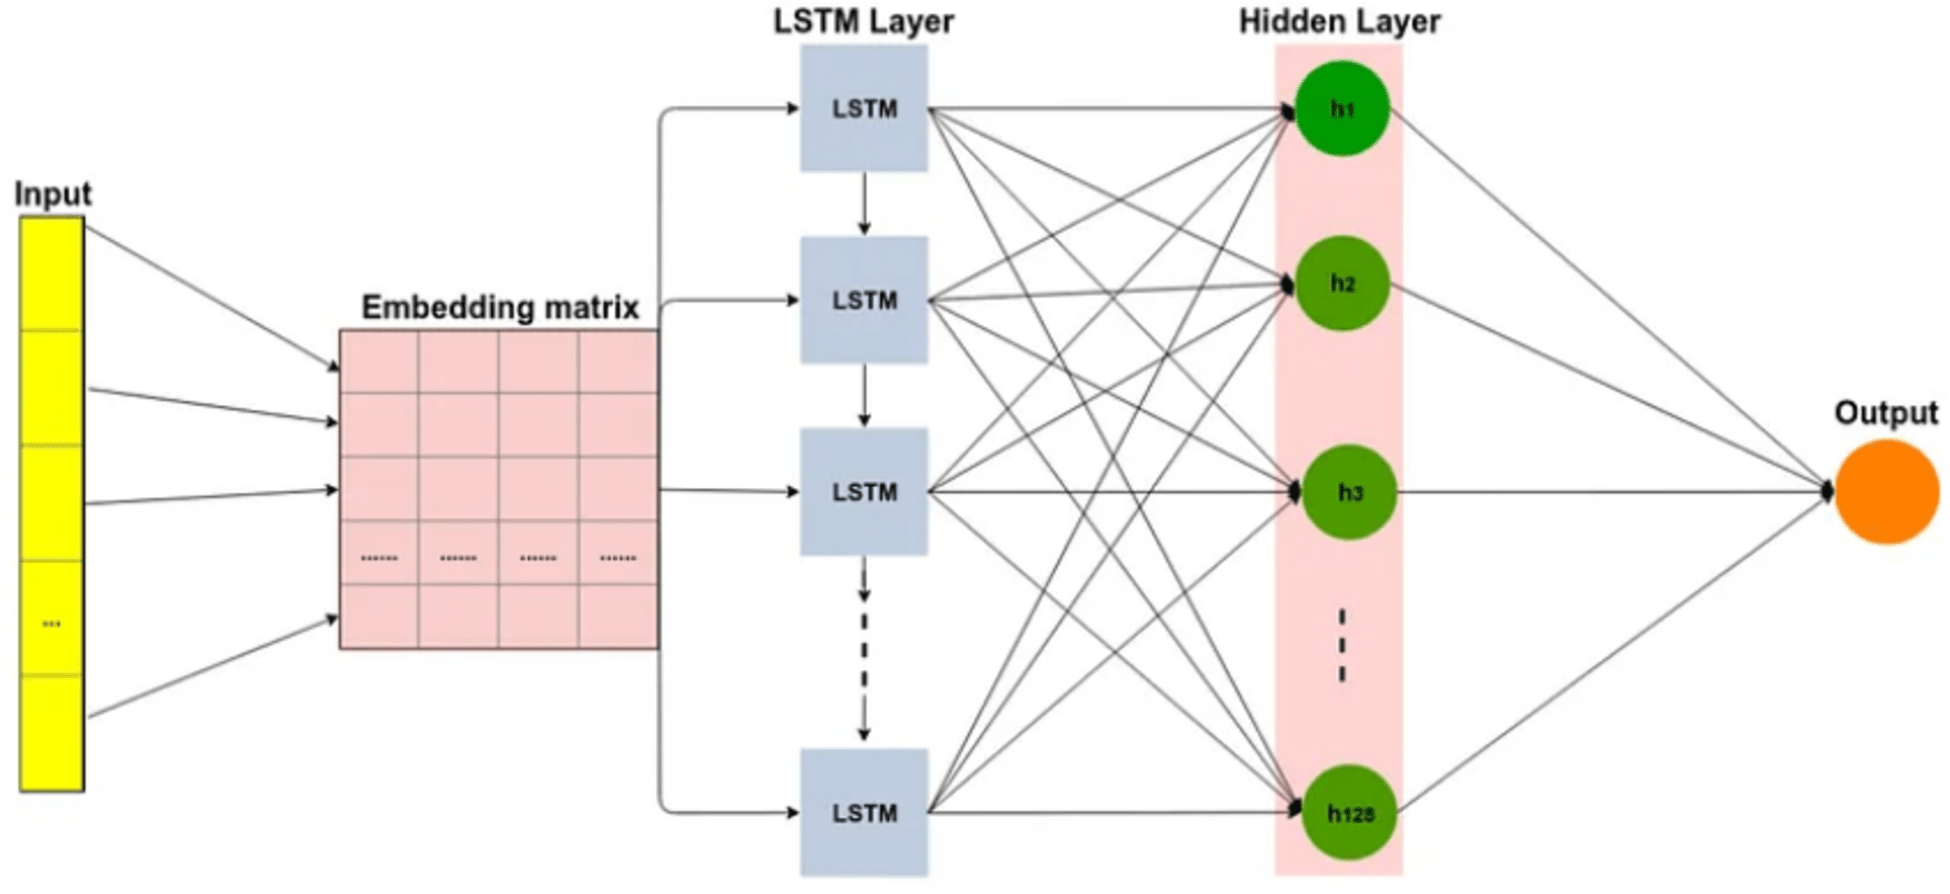 LSTM Layer
Hidden Layer
Input
Embedding matrix
Output
LSTM
LSTM
LSTM
LSTM
h1
h2
h3
h128
...
......
......
......
......